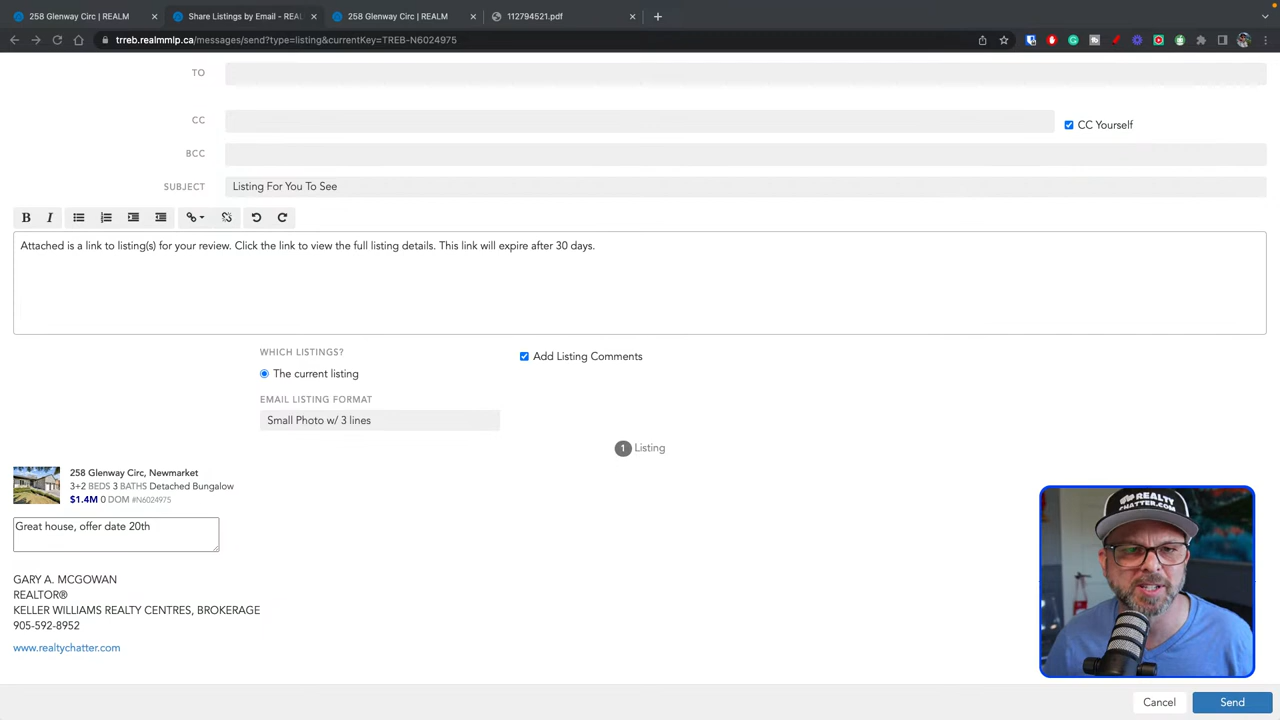 258 Glenway Circ | REALM
Share Listings by Email - REAL
258 Glenway Circ | REALM
112794521.pdf
trreb.realmmlp.ca/messages/send?type=listing&currentKey=TREB-N6024975
TO
CC
CC Yourself
BCC
SUBJECT
Listing For You To See
B I
Attached is a link to listing(s) for your review. Click the link to view the full listing details. This link will expire after 30 days.
WHICH LISTINGS?
Add Listing Comments
The current listing
EMAIL LISTING FORMAT
Small Photo w/ 3 lines
1 Listing
258 Glenway Circ, Newmarket
3+2 BEDS 3 BATHS Detached Bungalow
$1.4M 0 DOM #N6024975
Great house, offer date 20th
GARY A. MCGOWAN
REALTOR®
KELLER WILLIAMS REALTY CENTRES, BROKERAGE
905-592-8952
www.realtychatter.com
REALTY
CHATTER.COM
Cancel
Send